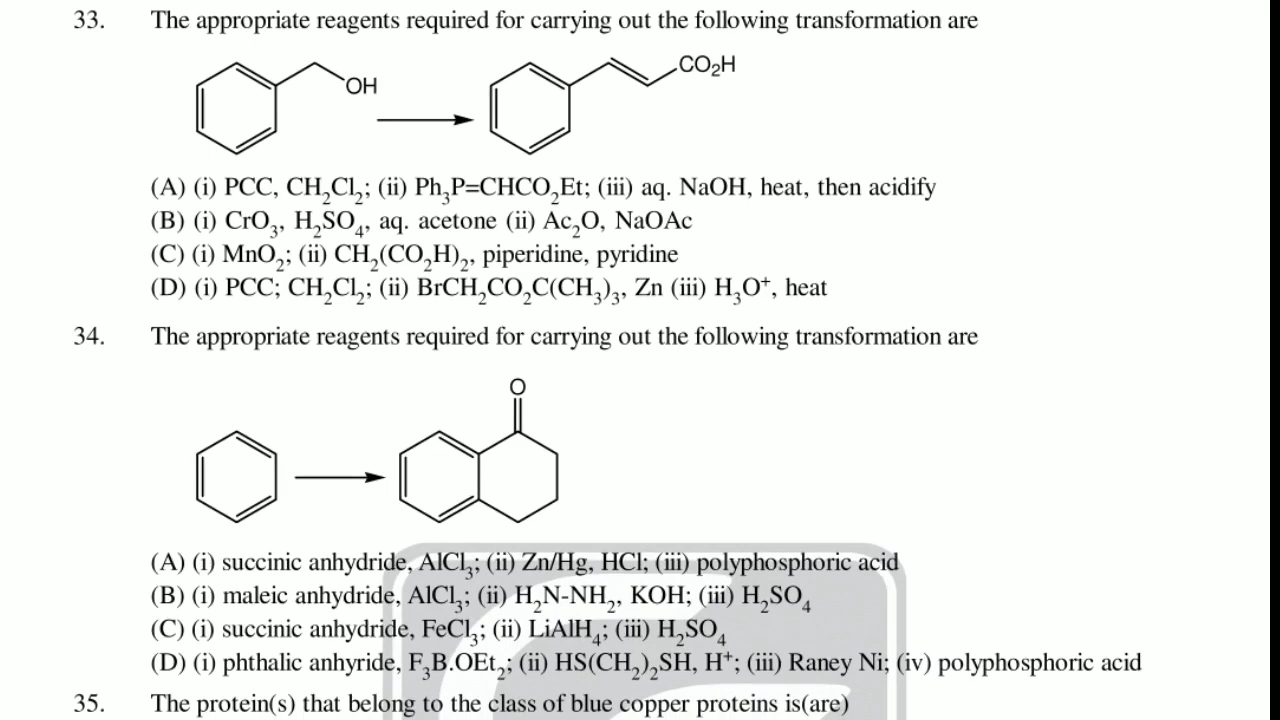 33. The appropriate reagents required for carrying out the following transformation are
OH
CO₂H
(A) (i) PCC, CH₂Cl₂; (ii) Ph₃P=CHCO₂Et; (iii) aq. NaOH, heat, then acidify
(B) (i) CrO₃, H₂SO₄, aq. acetone (ii) Ac₂O, NaOAc
(C) (i) MnO₂; (ii) CH₂(CO₂H)₂, piperidine, pyridine
(D) (i) PCC; CH₂Cl₂; (ii) BrCH₂CO₂C(CH₃)₃, Zn (iii) H₃O⁺, heat
34. The appropriate reagents required for carrying out the following transformation are
O
(A) (i) succinic anhydride, AlCl₃; (ii) Zn/Hg, HCl; (iii) polyphosphoric acid
(B) (i) maleic anhydride, AlCl₃; (ii) H₂N-NH₂, KOH; (iii) H₂SO₄
(C) (i) succinic anhydride, FeCl₃; (ii) LiAlH₄; (iii) H₂SO₄
(D) (i) phthalic anhyride, F₃B.OEt₂; (ii) HS(CH₂)₂SH, H⁺; (iii) Raney Ni; (iv) polyphosphoric acid
35. The protein(s) that belong to the class of blue copper proteins is(are)